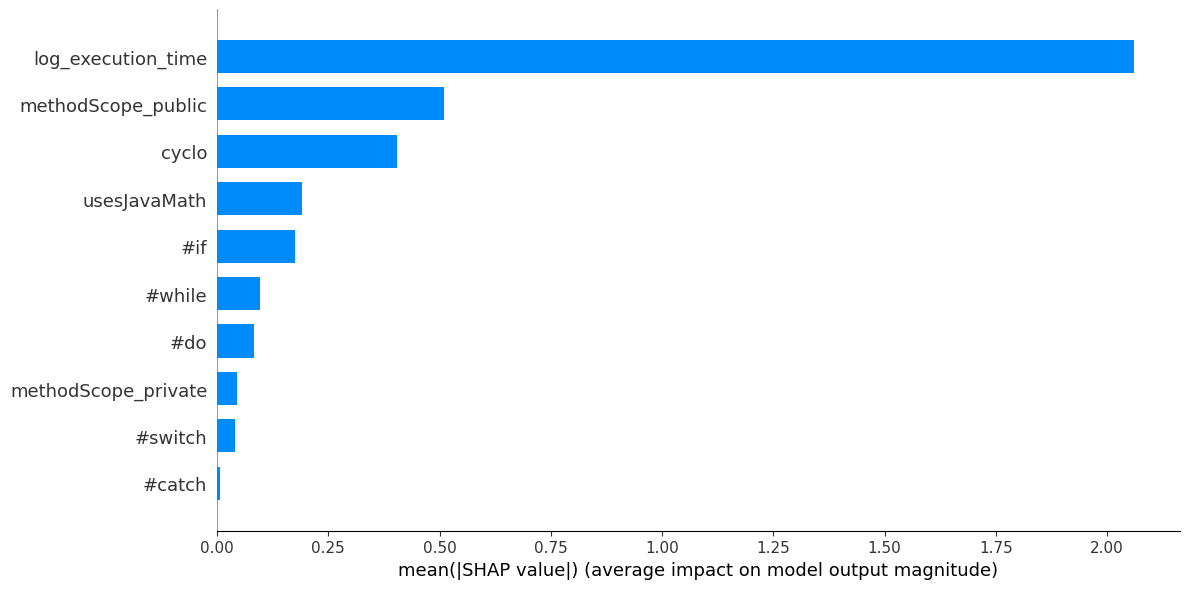 log_execution_time
methodScope_public
cyclo
usesJavaMath
#if
#while
#do
methodScope_private
#switch
#catch
0.00 0.25 0.50 0.75 1.00 1.25 1.50 1.75 2.00
mean(|SHAP value|) (average impact on model output magnitude)